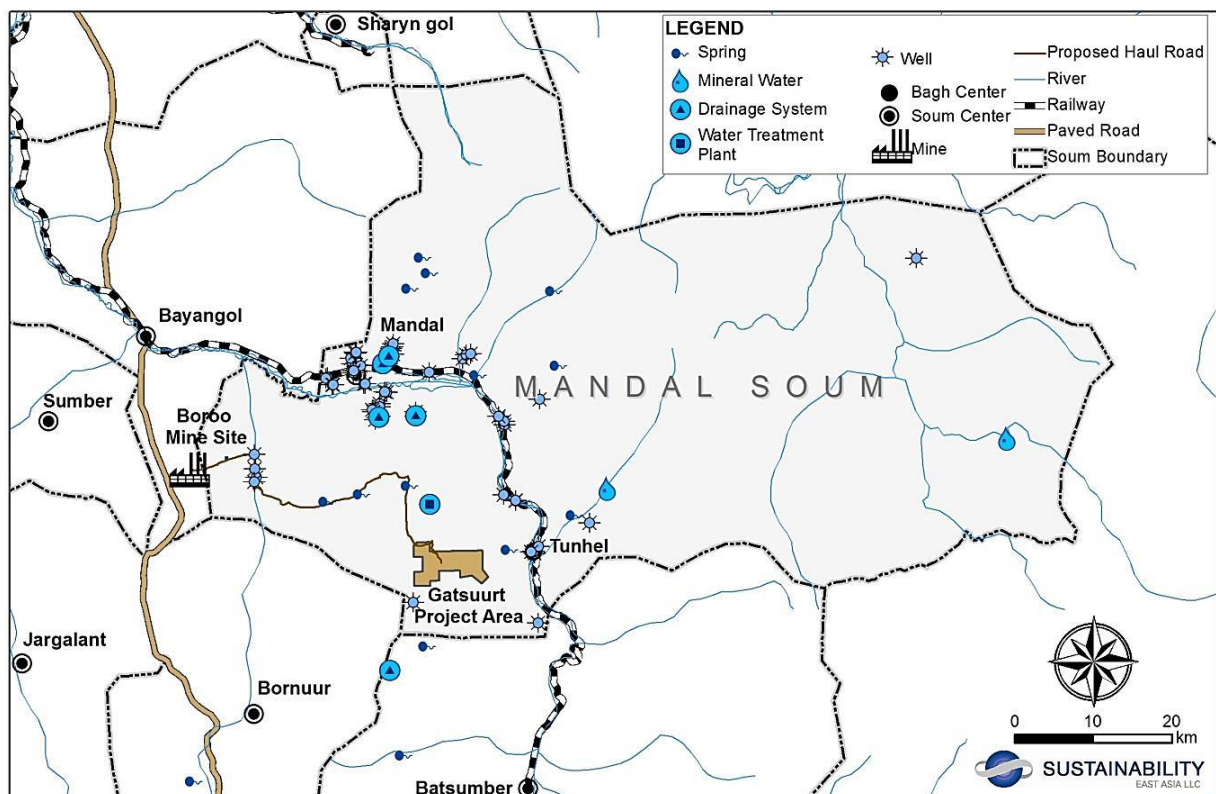 Sharyn gol
LEGEND
Spring
Mineral Water
Drainage System
Water Treatment
Plant
Well
Bagh Center
Soum Center
Mine
Proposed Haul Road
River
Railway
Paved Road
Soum Boundary
Bayangol
Mandal
MANDAL SOUM
Sumber
Boroo
Mine Site
Tunhel
Gatsuurt
Project Area
Jargalant
Bornuur
Batsumber
0 10 20
km
SUSTAINABILITY
EAST ASIA LLC